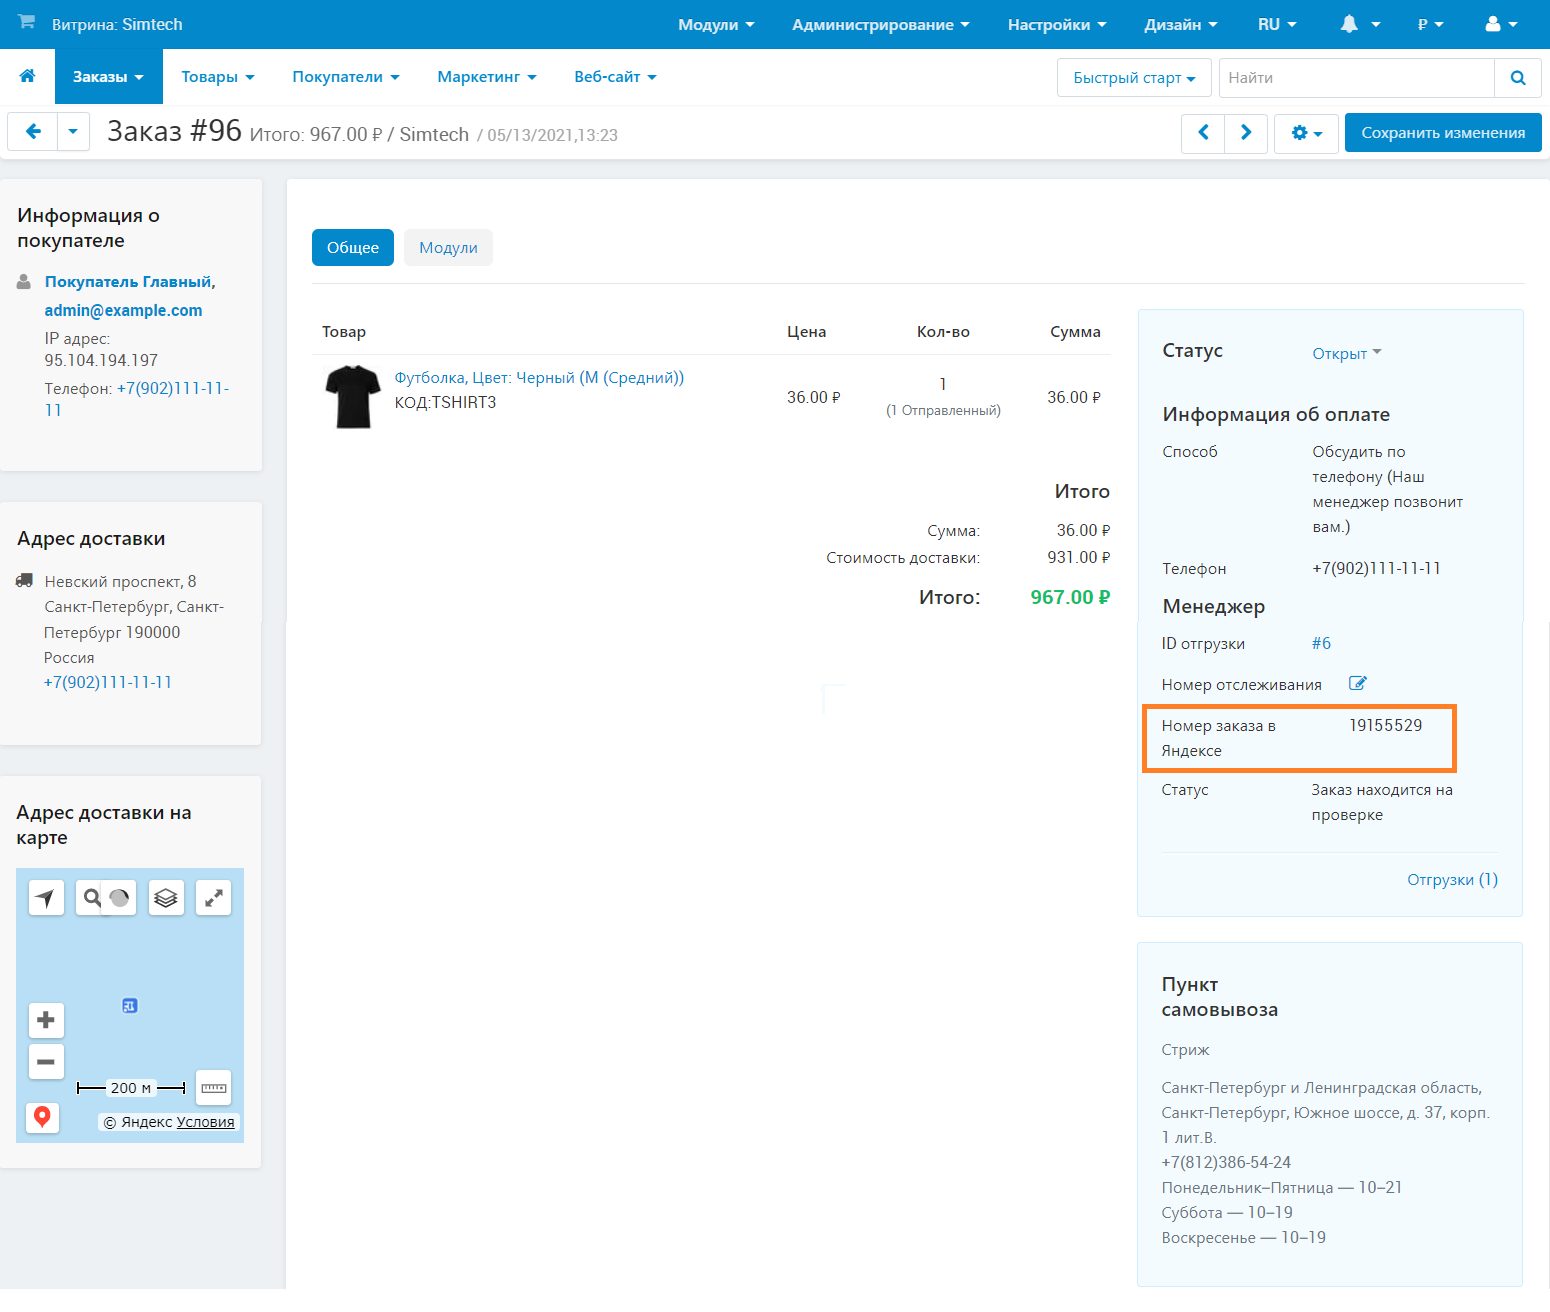 Витрина: Simtech
Модули
Администрирование
Настройки
Дизайн
RU
₽
Заказы
Товары
Покупатели
Маркетинг
Веб-сайт
Быстрый старт
Найти
Заказ #96 Итого: 967.00 ₽ / Simtech / 05/13/2021,13:23
Сохранить изменения
Информация о
покупателе
Покупатель Главный,
admin@example.com
IP адрес:
95.104.194.197
Телефон: +7(902)111-11-
11
Адрес доставки
Невский проспект, 8
Санкт-Петербург, Санкт-
Петербург 190000
Россия
+7(902)111-11-11
Адрес доставки на
карте
200 м
© Яндекс Условия
Общее
Модули
Товар
Цена
Кол-во
Сумма
Футболка, Цвет: Черный (M (Средний))
КОД:TSHIRT3
36.00 ₽
1
(1 Отправленный)
36.00 ₽
Итого
Сумма: 36.00 ₽
Стоимость доставки: 931.00 ₽
Итого: 967.00 ₽
Статус
Открыт
Информация об оплате
Способ
Обсудить по
телефону (Наш
менеджер позвонит
вам.)
Телефон
+7(902)111-11-11
Менеджер
ID отгрузки
#6
Номер отслеживания
Номер заказа в
Яндексе
19155529
Статус
Заказ находится на
проверке
Отгрузки (1)
Пункт
самовывоза
Стриж
Санкт-Петербург и Ленинградская область,
Санкт-Петербург, Южное шоссе, д. 37, корп.
1 лит.В.
+7(812)386-54-24
Понедельник–Пятница — 10–21
Суббота — 10–19
Воскресенье — 10–19